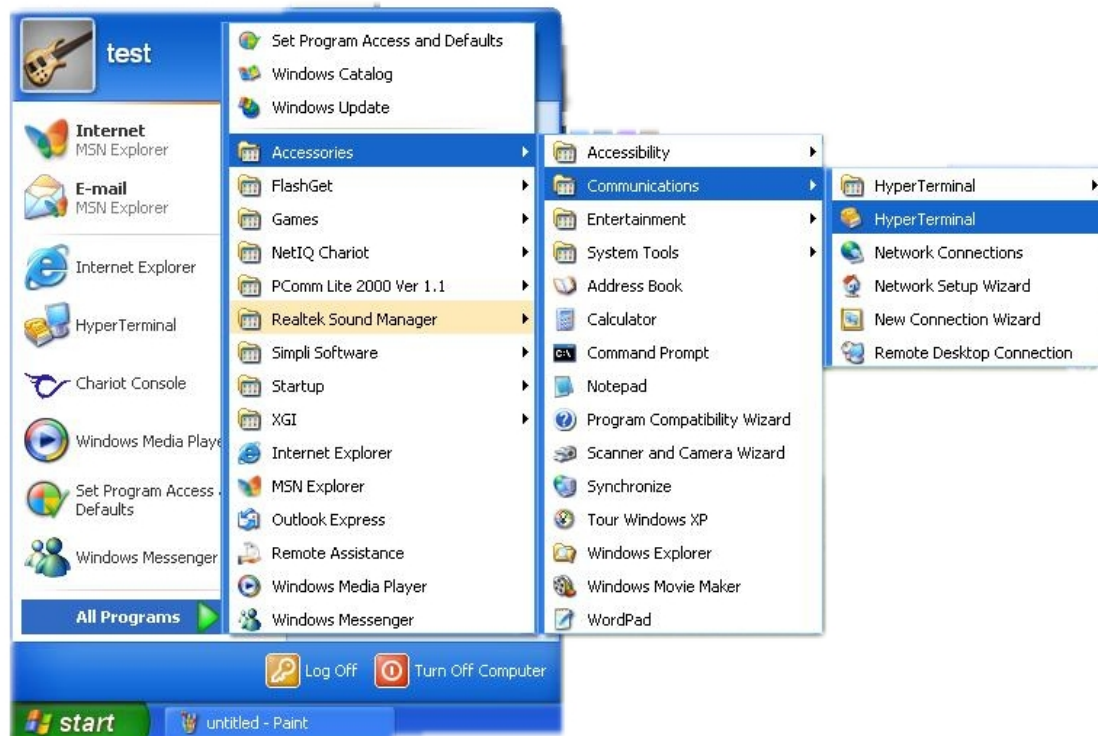 test
Internet
MSN Explorer
E-mail
MSN Explorer
Internet Explorer
HyperTerminal
Chariot Console
Windows Media Playe
Set Program Access
Defaults
Windows Messenger
All Programs
Set Program Access and Defaults
Windows Catalog
Windows Update
Accessories
FlashGet
Games
NetIQ Chariot
PComm Lite 2000 Ver 1.1
Realtek Sound Manager
Simpli Software
Startup
XGI
Internet Explorer
MSN Explorer
Outlook Express
Remote Assistance
Windows Media Player
Windows Messenger
Accessibility
Communications
Entertainment
System Tools
Address Book
Calculator
Command Prompt
Notepad
Program Compatibility Wizard
Scanner and Camera Wizard
Synchronize
Tour Windows XP
Windows Explorer
Windows Movie Maker
WordPad
HyperTerminal
HyperTerminal
Network Connections
Network Setup Wizard
New Connection Wizard
Remote Desktop Connection
Log Off
Turn Off Computer
start
untitled - Paint